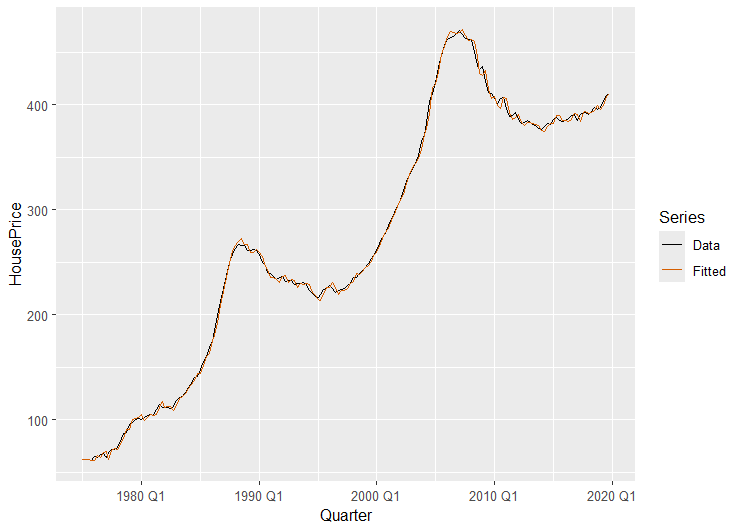 HousePrice
400
300
200
100
1980 Q1
1990 Q1
2000 Q1
2010 Q1
2020 Q1
Quarter
Series
Data
Fitted